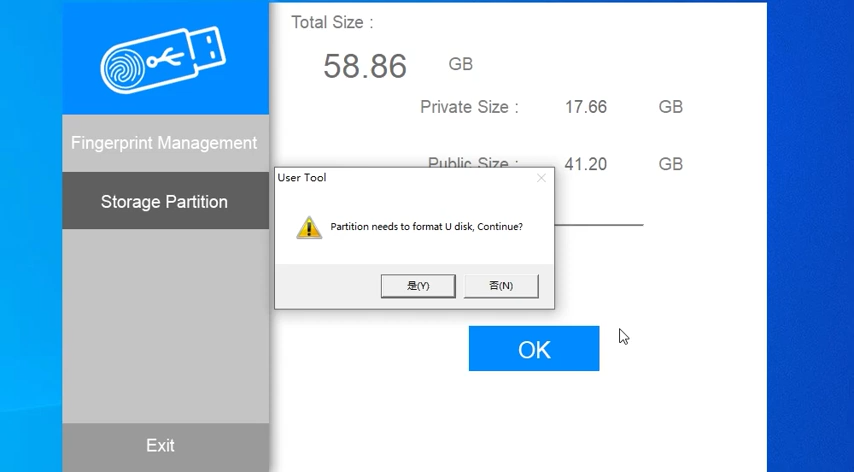 Total Size :
58.86 GB
Private Size : 17.66 GB
Fingerprint Management
Public Size : 41.20 GB
User Tool
Storage Partition
Partition needs to format U disk, Continue?
是(Y) 否(N)
OK
Exit